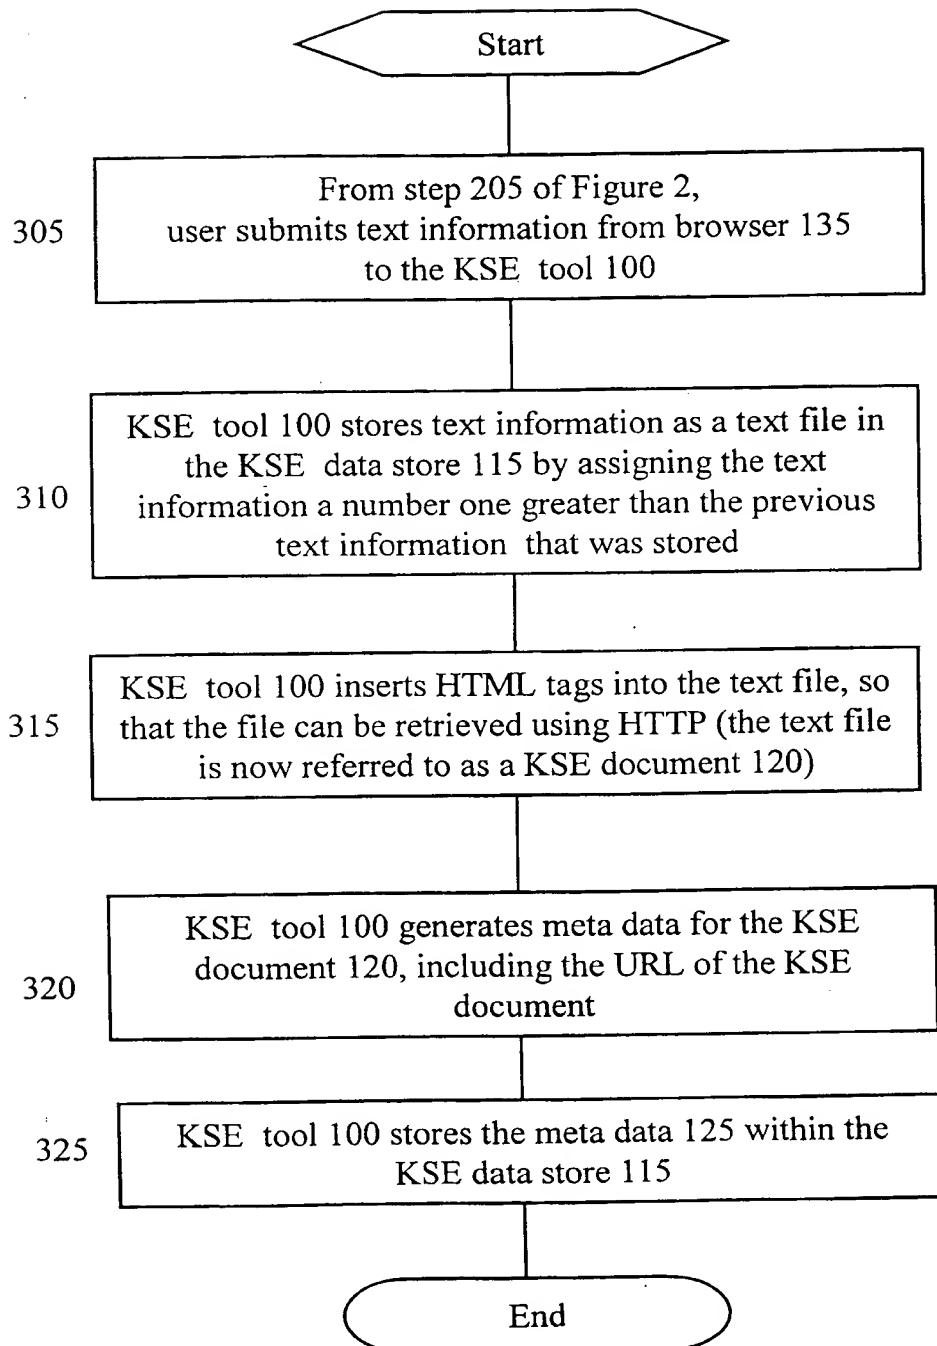 Start
305
From step 205 of Figure 2,
user submits text information from browser 135
to the KSE tool 100
310
KSE tool 100 stores text information as a text file in
the KSE data store 115 by assigning the text
information a number one greater than the previous
text information that was stored
315
KSE tool 100 inserts HTML tags into the text file, so
that the file can be retrieved using HTTP (the text file
is now referred to as a KSE document 120)
320
KSE tool 100 generates meta data for the KSE
document 120, including the URL of the KSE
document
325
KSE tool 100 stores the meta data 125 within the
KSE data store 115
End